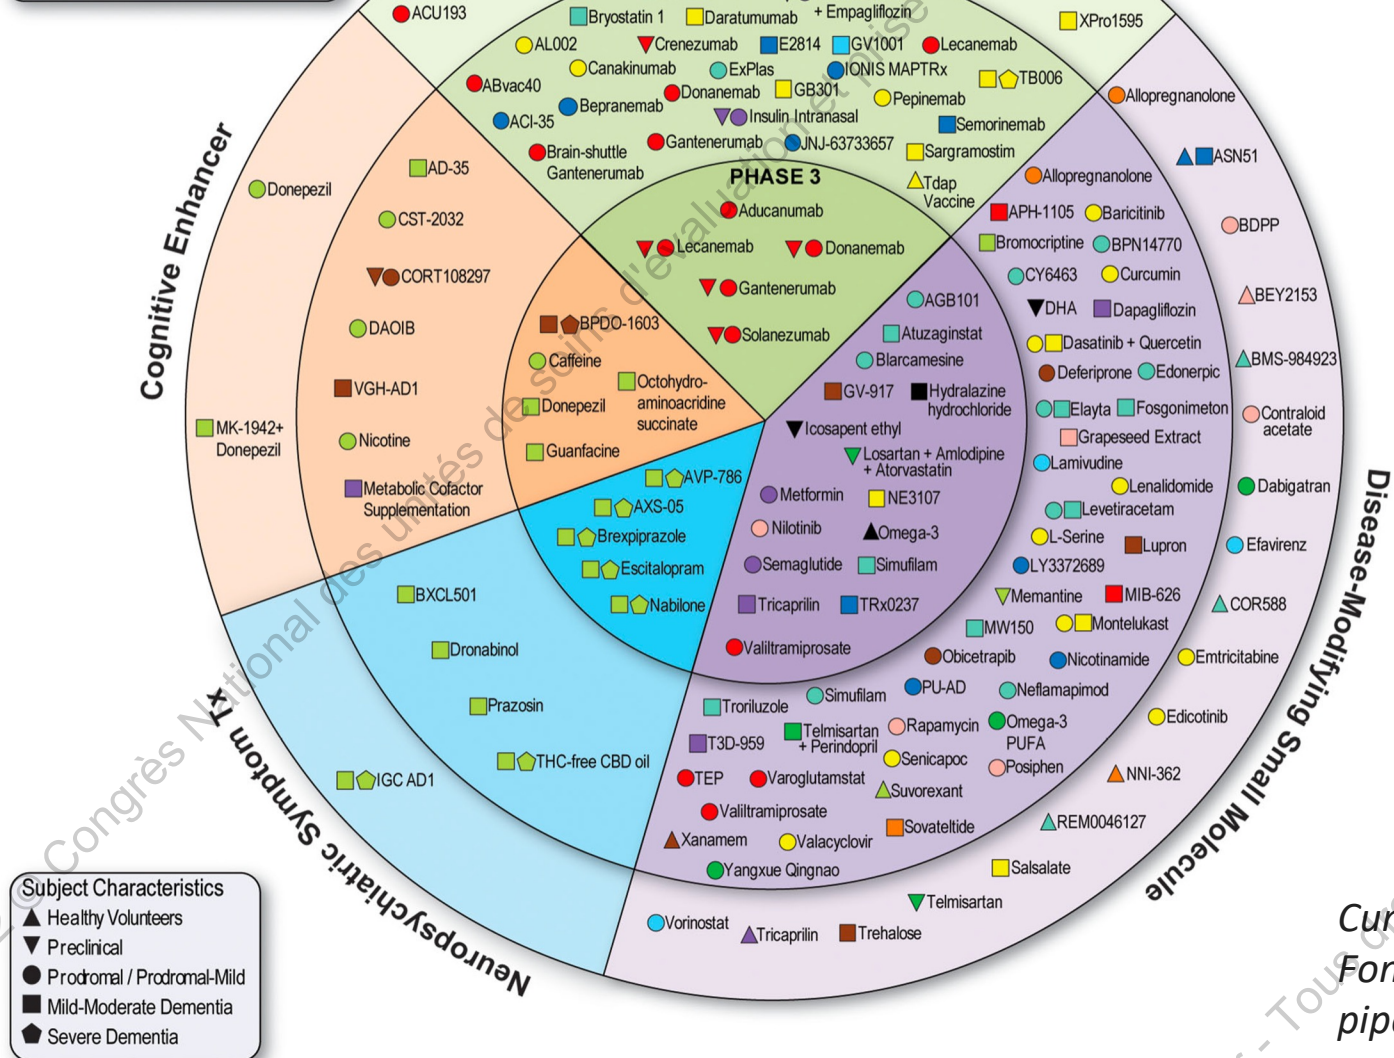 ACU193
Bryostatin 1
Daratumumab
+ Empagliflozin
XPro1595
AL002
Crenezumab
E2814
GV1001
Lecanemab
Canakinumab
ExPlas
IONIS MAPTRx
TB006
ABvac40
Donanemab
GB301
Pepinemab
Allopregnanolone
Bepranemab
Insulin Intranasal
ACI-35
Semorinemab
Gantenerumab
JNJ-63733657
Brain-shuttle
Gantenerumab
Sargramostim
ASN51
PHASE 3
Tdap
Vaccine
AD-35
Allopregnanolone
Donepezil
Aducanumab
APH-1105
Baricitinib
CST-2032
BDPP
Lecanemab
Donanemab
Bromocriptine
BPN14770
CORT108297
CY6463
Curcumin
Gantenerumab
AGB101
BEY2153
DHA
Dapagliflozin
BPDO-1603
DAOIB
Solanezumab
Atuzaginstat
Dasatinib + Quercetin
Caffeine
Blarcamesine
BMS-984923
Deferiprone
Edonerpic
VGH-AD1
Octohydro-
aminoacridine
succinate
GV-917
Hydralazine
hydrochloride
Donepezil
Elayta
Fosgonimeton
Contraloid
acetate
MK-1942+
Donepezil
Nicotine
Icosapent ethyl
Grapeseed Extract
Guanfacine
Losartan + Amlodipine
+ Atorvastatin
Lamivudine
AVP-786
Metabolic Cofactor
Supplementation
Metformin
NE3107
Lenalidomide
Dabigatran
AXS-05
Levetiracetam
Nilotinib
Omega-3
L-Serine
Lupron
Brexpiprazole
Efavirenz
Escitalopram
Semaglutide
Simufilam
LY3372689
BXCL501
Memantine
MIB-626
Nabilone
Tricaprilin
TRx0237
COR588
MW150
Montelukast
Dronabinol
Valiltramiprosate
Obicetrapib
Nicotinamide
Emtricitabine
Prazosin
Troriluzole
Simufilam
PU-AD
Neflamapimod
Edicotinib
Telmisartan
+ Perindopril
Rapamycin
Omega-3
PUFA
T3D-959
THC-free CBD oil
Senicapoc
Posiphen
NNI-362
IGC AD1
TEP
Varoglutamstat
Suvorexant
Valiltramiprosate
Sovateltide
REM0046127
Xanamem
Valacyclovir
Yangxue Qingnao
Salsalate
Telmisartan
Vorinostat
Tricaprilin
Trehalose
Cognitive Enhancer
Neuropsychiatric Symptom Tx
Disease-Modifying Small Molecule
Subject Characteristics
Healthy Volunteers
Preclinical
Prodromal / Prodromal-Mild
Mild-Moderate Dementia
Severe Dementia
© Congrès National des unités de soins d'évaluation et prise
- Tous